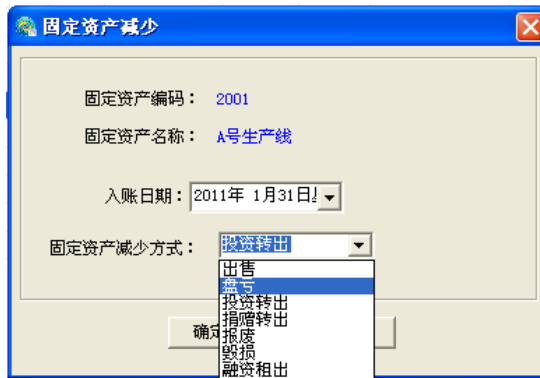 固定资产减少
固定资产编码： 2001
固定资产名称： A号生产线
入账日期： 2011年 1月31日
固定资产减少方式： 投资转出
出售
盘亏
投资转出
捐赠转出
确定
报废
毁损
融资租出